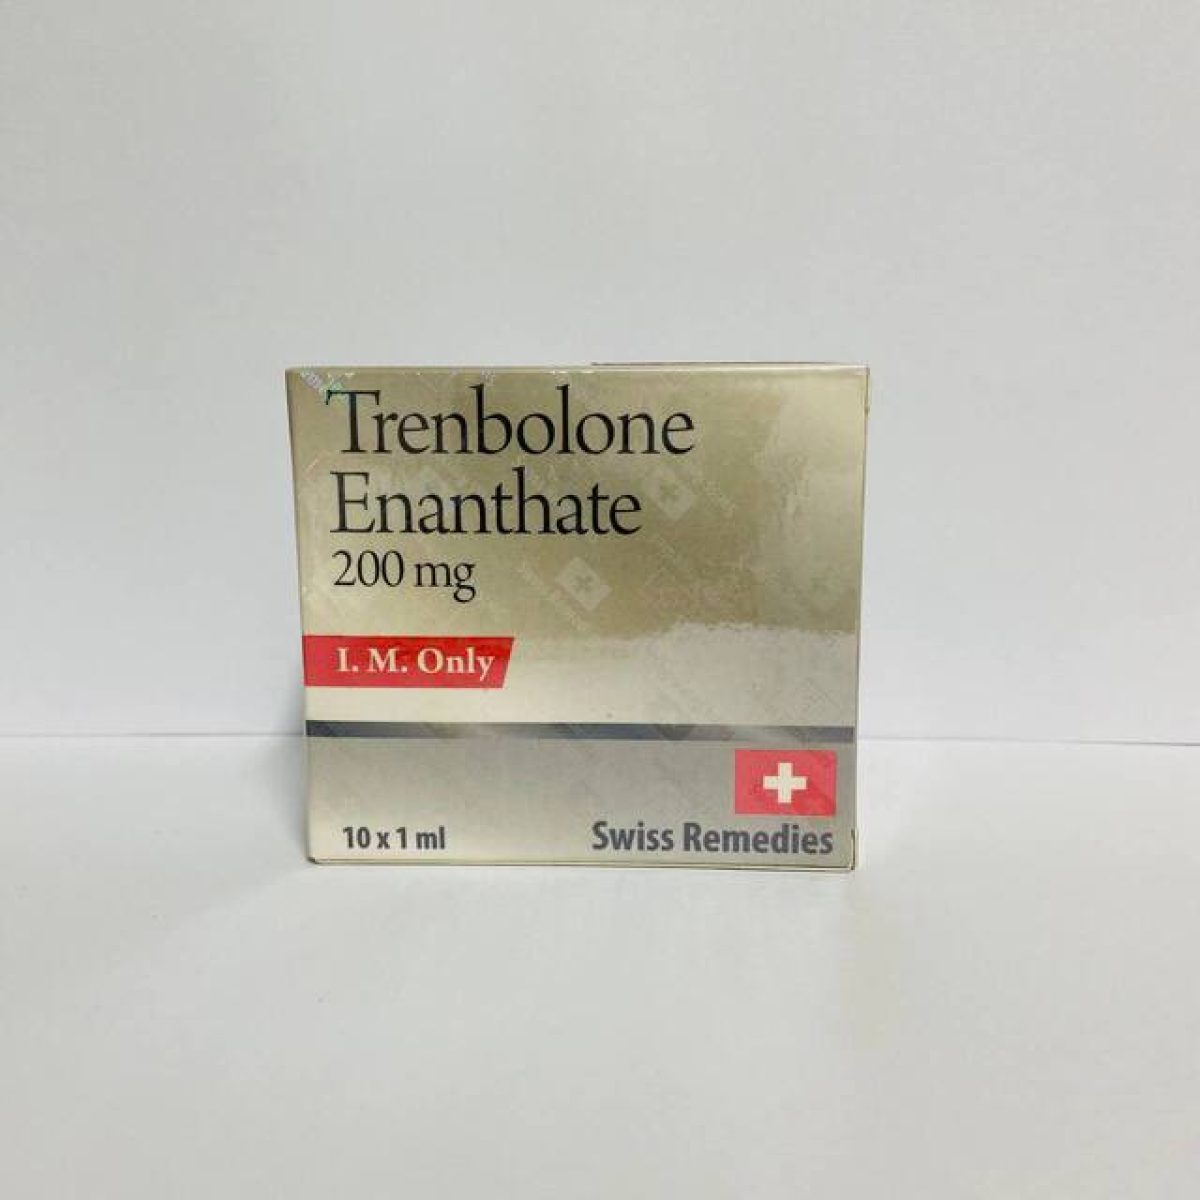 Trenbolone
Enanthate
200 mg
I. M. Only
10 x 1 ml
Swiss Remedies